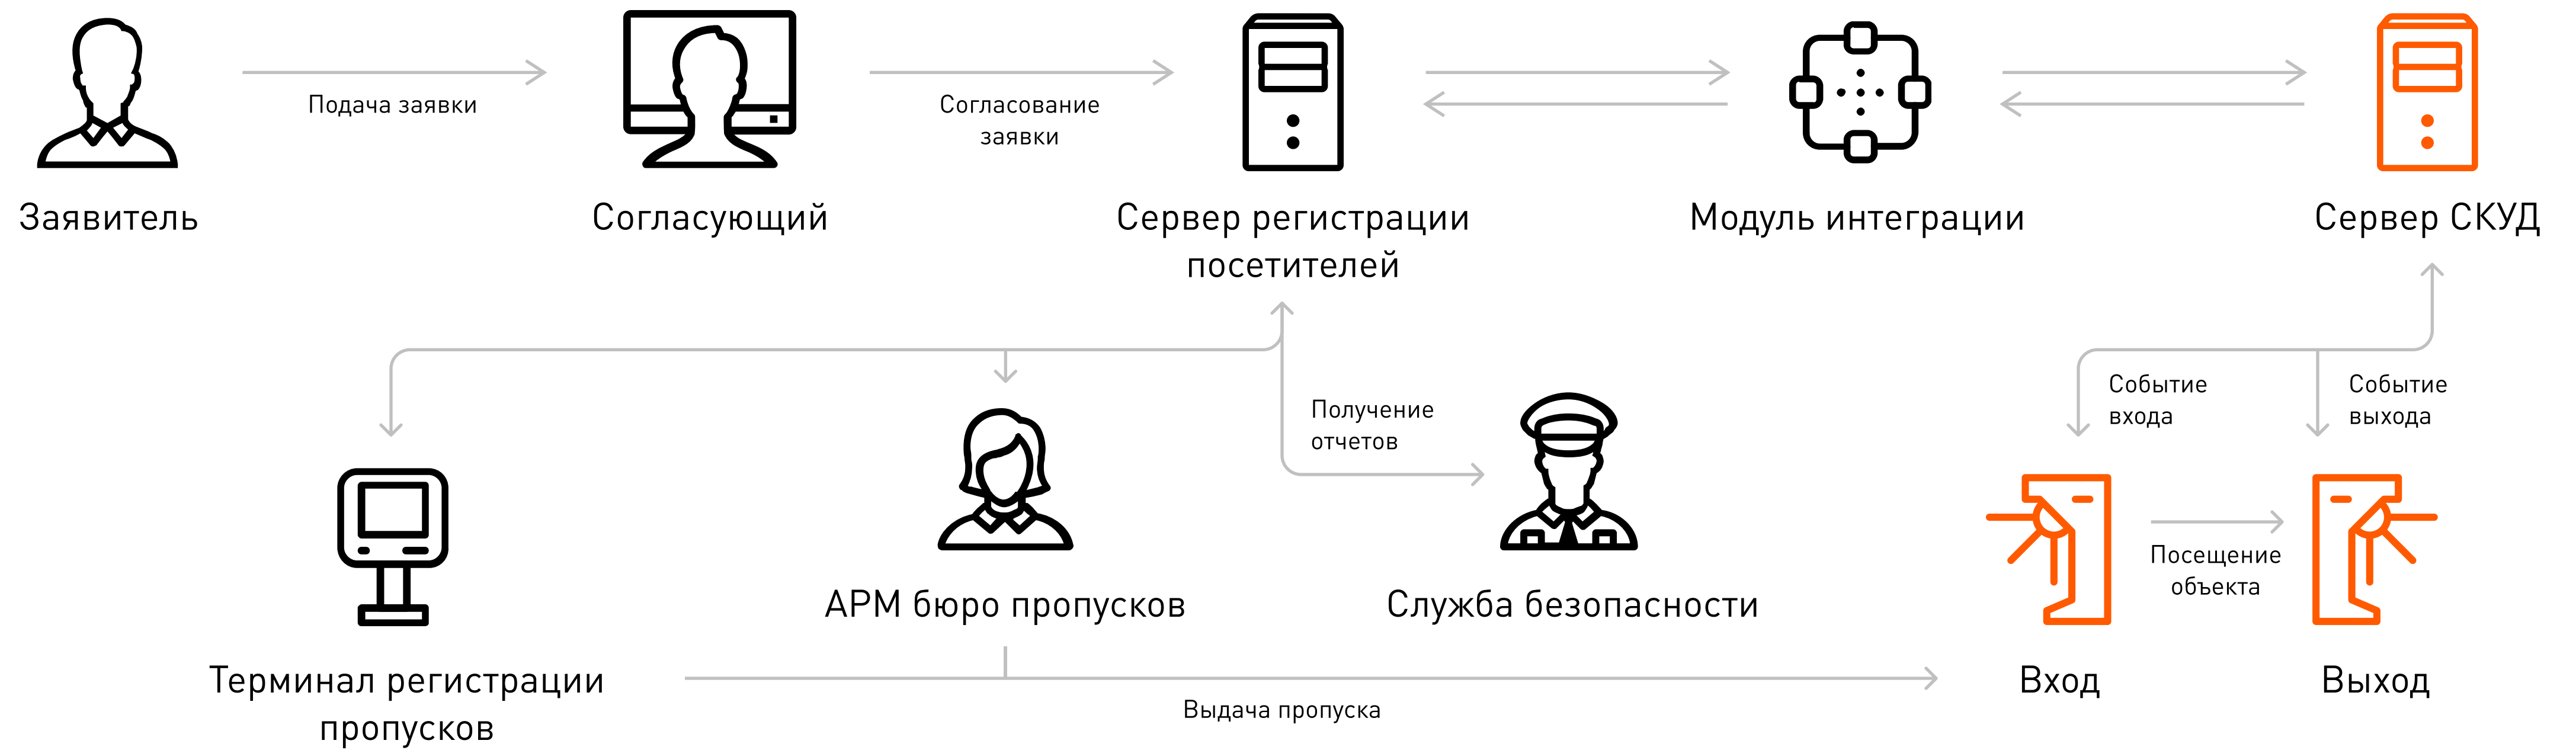 Подача заявки
Согласование
заявки
Заявитель
Согласующий
Сервер регистрации
посетителей
Модуль интеграции
Сервер СКУД
Получение
отчетов
Событие
входа
Событие
выхода
Посещение
объекта
АРМ бюро пропусков
Служба безопасности
Терминал регистрации
пропусков
Вход
Выход
Выдача пропуска